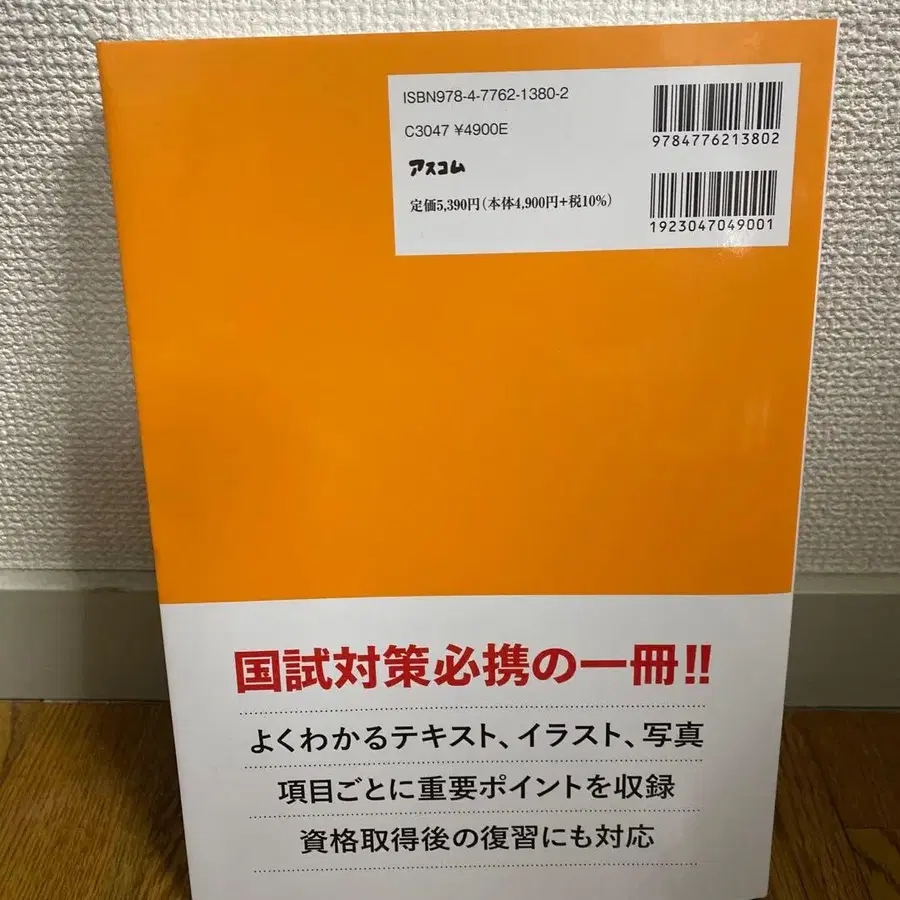 ISBN978-4-7762-1380-2
C3047 ¥4900E
アスコム
定価5,390円(本体4,900円+税10%)
9784776213802
1923047049001
国試対策必携の一冊!!
よくわかるテキスト、イラスト、写真
項目ごとに重要ポイントを収録
資格取得後の復習にも対応